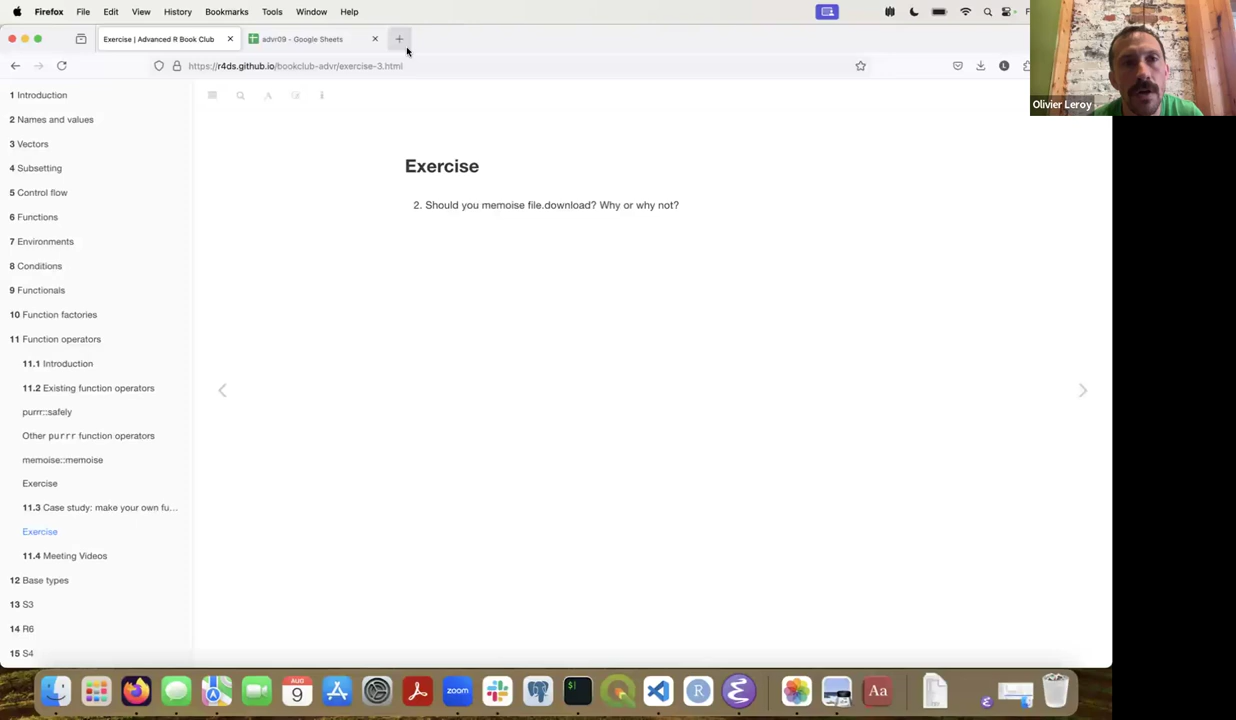 Firefox File Edit View History Bookmarks Tools Window Help
Exercise | Advanced R Book Club
advr09 - Google Sheets
https://r4ds.github.io/bookclub-advr/exercise-3.html
Olivier Leroy
1 Introduction
2 Names and values
3 Vectors
4 Subsetting
5 Control flow
6 Functions
7 Environments
8 Conditions
9 Functionals
10 Function factories
11 Function operators
11.1 Introduction
11.2 Existing function operators
purrr::safely
Other purrr function operators
memoise::memoise
Exercise
11.3 Case study: make your own fu...
Exercise
11.4 Meeting Videos
12 Base types
13 S3
14 R6
15 S4
Exercise
2. Should you memoise file.download? Why or why not?
AUG
9
zoom
$
R
Aa